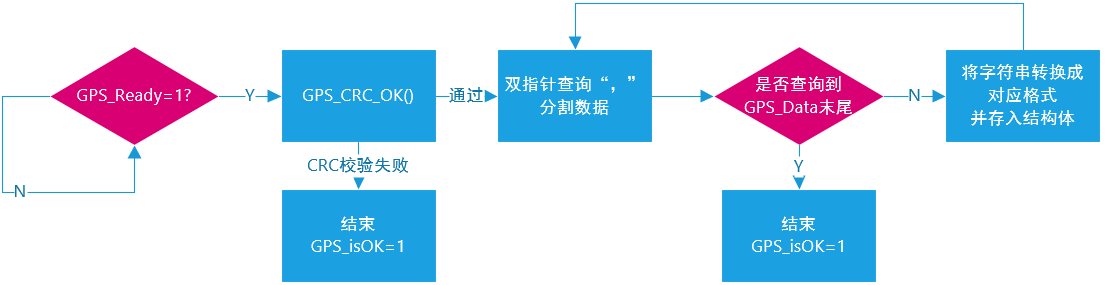 GPS_Ready=1?
Y
N
GPS_CRC_OK()
通过
CRC校验失败
结束
GPS_isOK=1
双指针查询“，”
分割数据
是否查询到
GPS_Data末尾
N
Y
结束
GPS_isOK=1
将字符串转换成
对应格式
并存入结构体